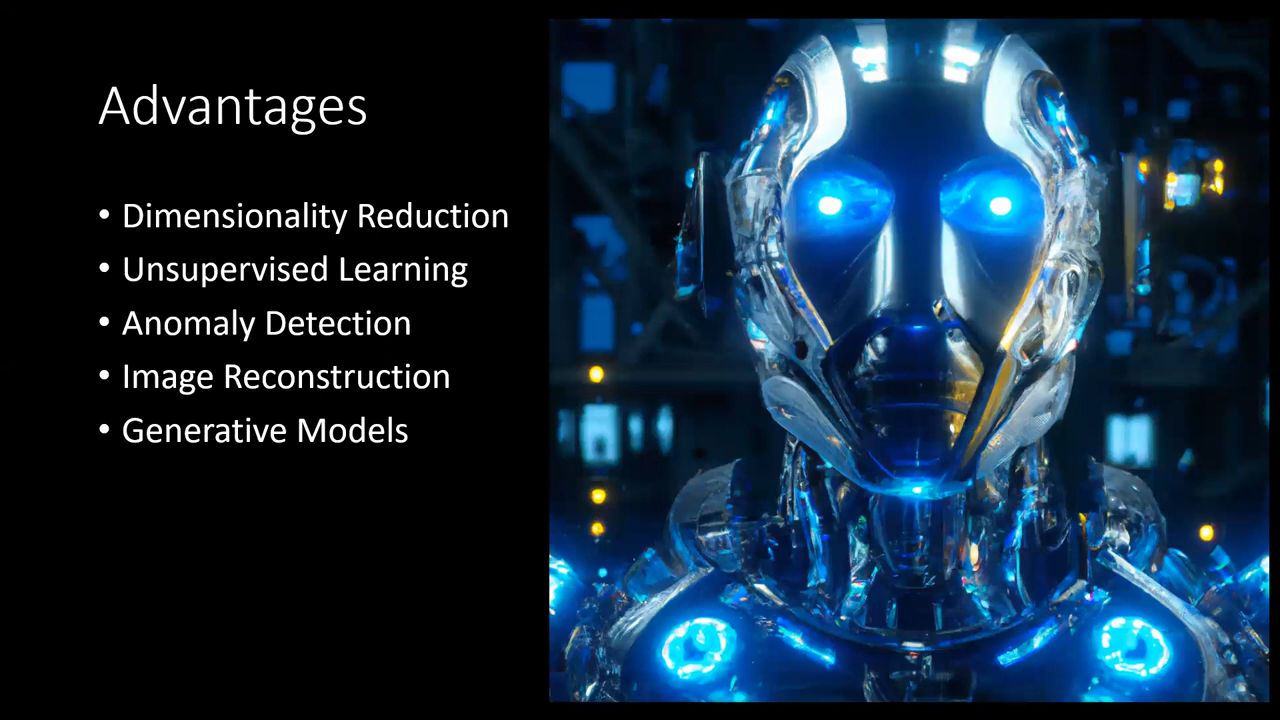 Advantages
• Dimensionality Reduction
• Unsupervised Learning
• Anomaly Detection
• Image Reconstruction
• Generative Models